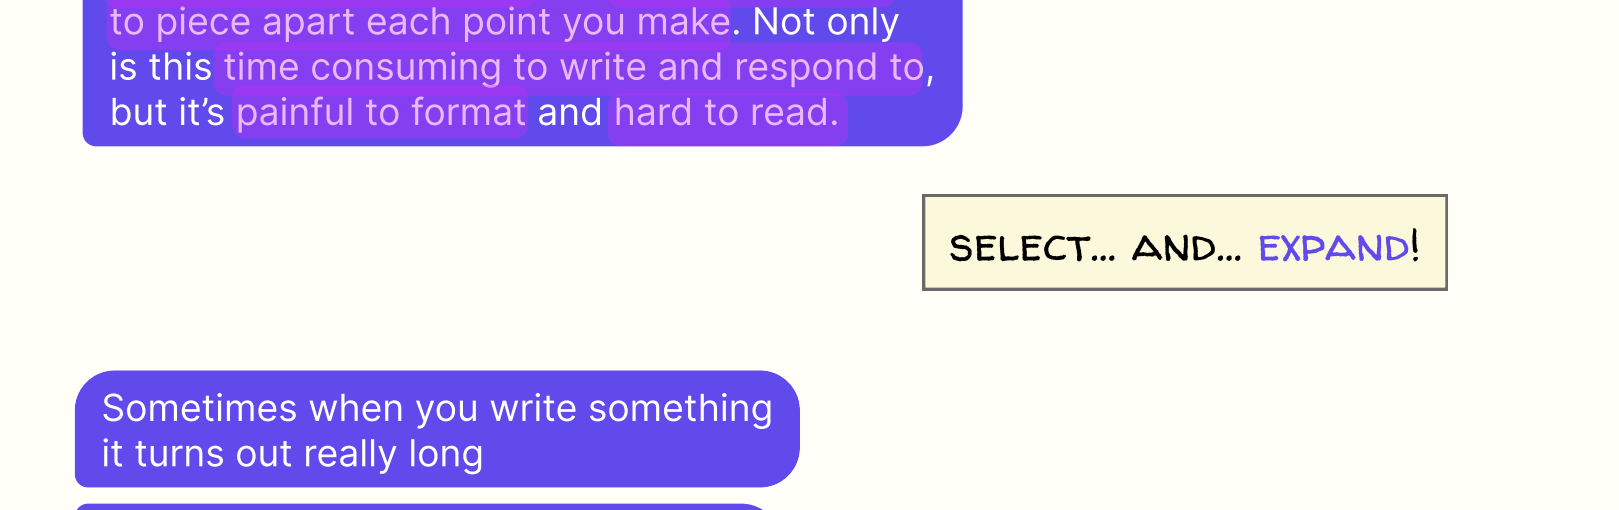 to piece apart each point you make. Not only
is this time consuming to write and respond to,
but it’s painful to format and hard to read.
SELECT... AND... EXPAND!
Sometimes when you write something
it turns out really long